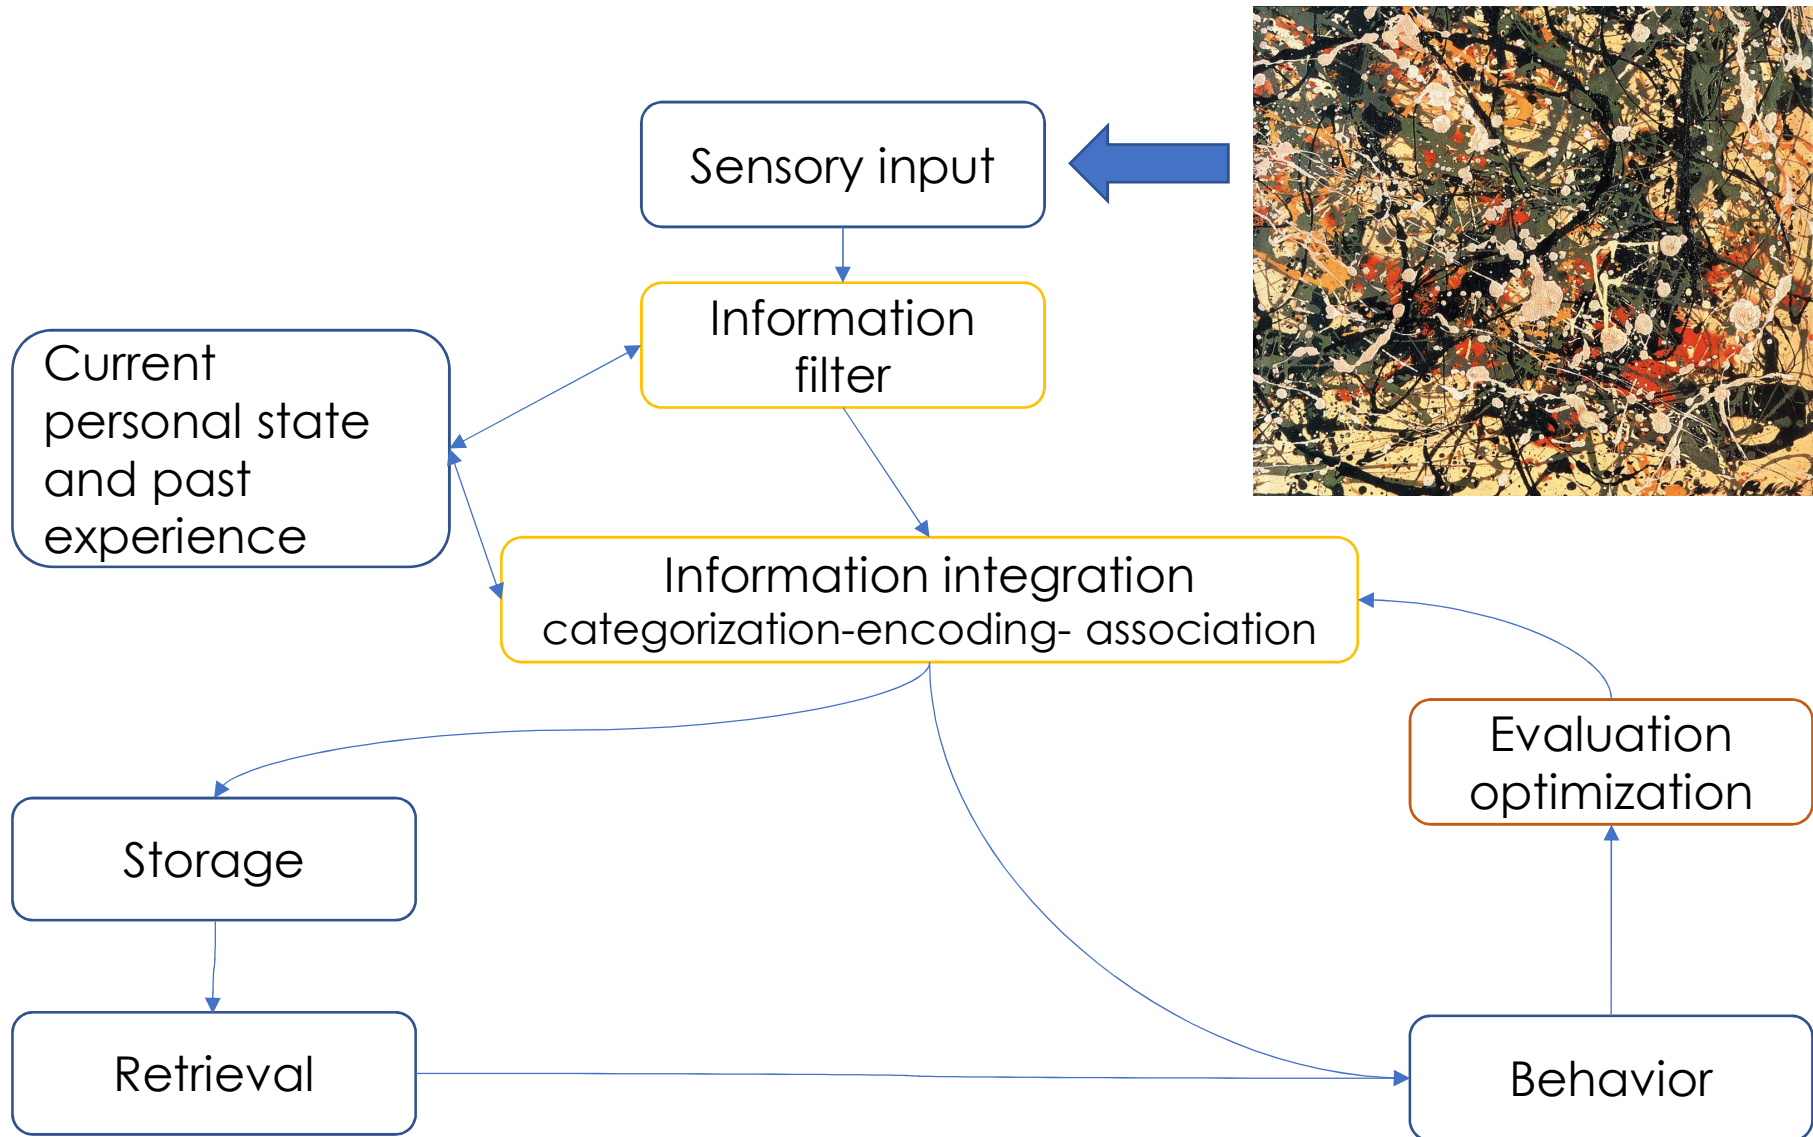 Sensory input
Information
filter
Current
personal state
and past
experience
Information integration
categorization-encoding- association
Evaluation
optimization
Storage
Retrieval
Behavior